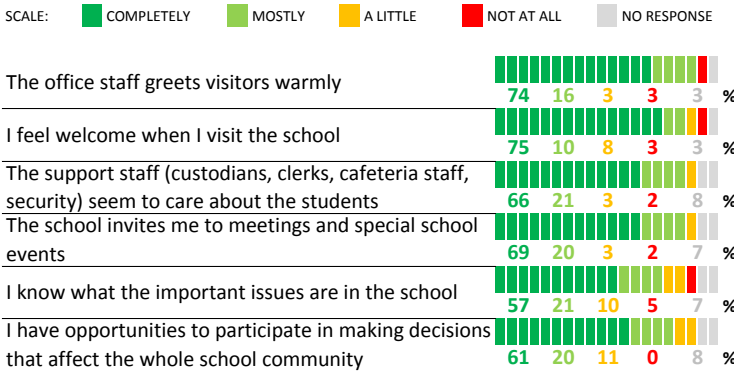 SCALE: COMPLETELY MOSTLY A LITTLE NOT AT ALL NO RESPONSE
The office staff greets visitors warmly
74 16 3 3 3 %
I feel welcome when I visit the school
75 10 8 3 3 %
The support staff (custodians, clerks, cafeteria staff,
security) seem to care about the students
66 21 3 2 8 %
The school invites me to meetings and special school
events
69 20 3 2 7 %
I know what the important issues are in the school
57 21 10 5 7 %
I have opportunities to participate in making decisions
that affect the whole school community
61 20 11 0 8 %